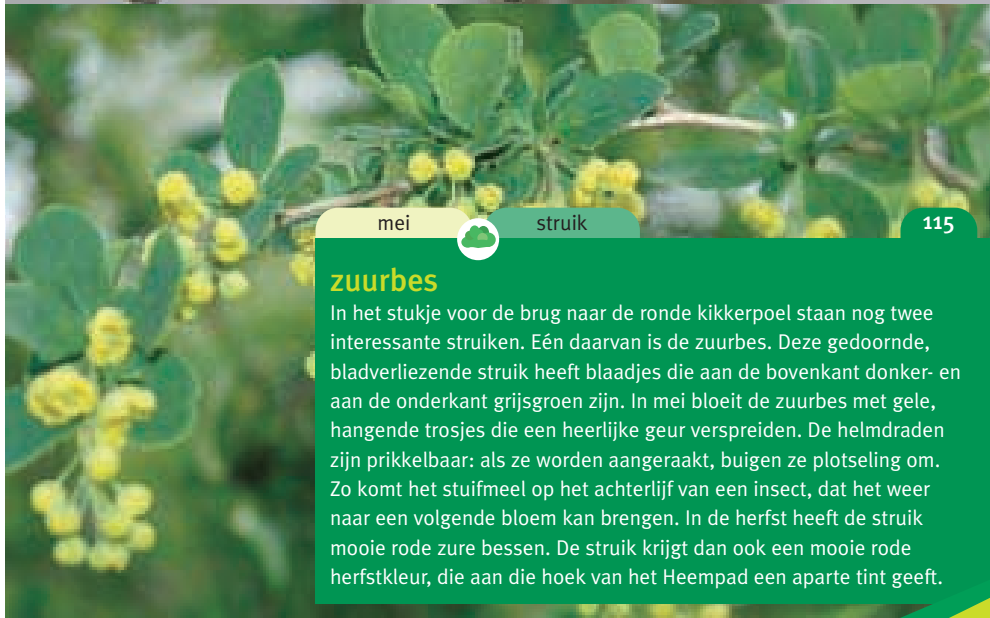 mei
struik
115
zuurbes
In het stukje voor de brug naar de ronde kikkerpoel staan nog twee
interessante struiken. Eén daarvan is de zuurbes. Deze gedoornde,
bladverliezende struik heeft blaadjes die aan de bovenkant donker- en
aan de onderkant grijsgroen zijn. In mei bloeit de zuurbes met gele,
hangende trosjes die een heerlijke geur verspreiden. De helmdraden
zijn prikkelbaar: als ze worden aangeraakt, buigen ze plotseling om.
Zo komt het stuifmeel op het achterlijf van een insect, dat het weer
naar een volgende bloem kan brengen. In de herfst heeft de struik
mooie rode zure bessen. De struik krijgt dan ook een mooie rode
herfstkleur, die aan die hoek van het Heempad een aparte tint geeft.